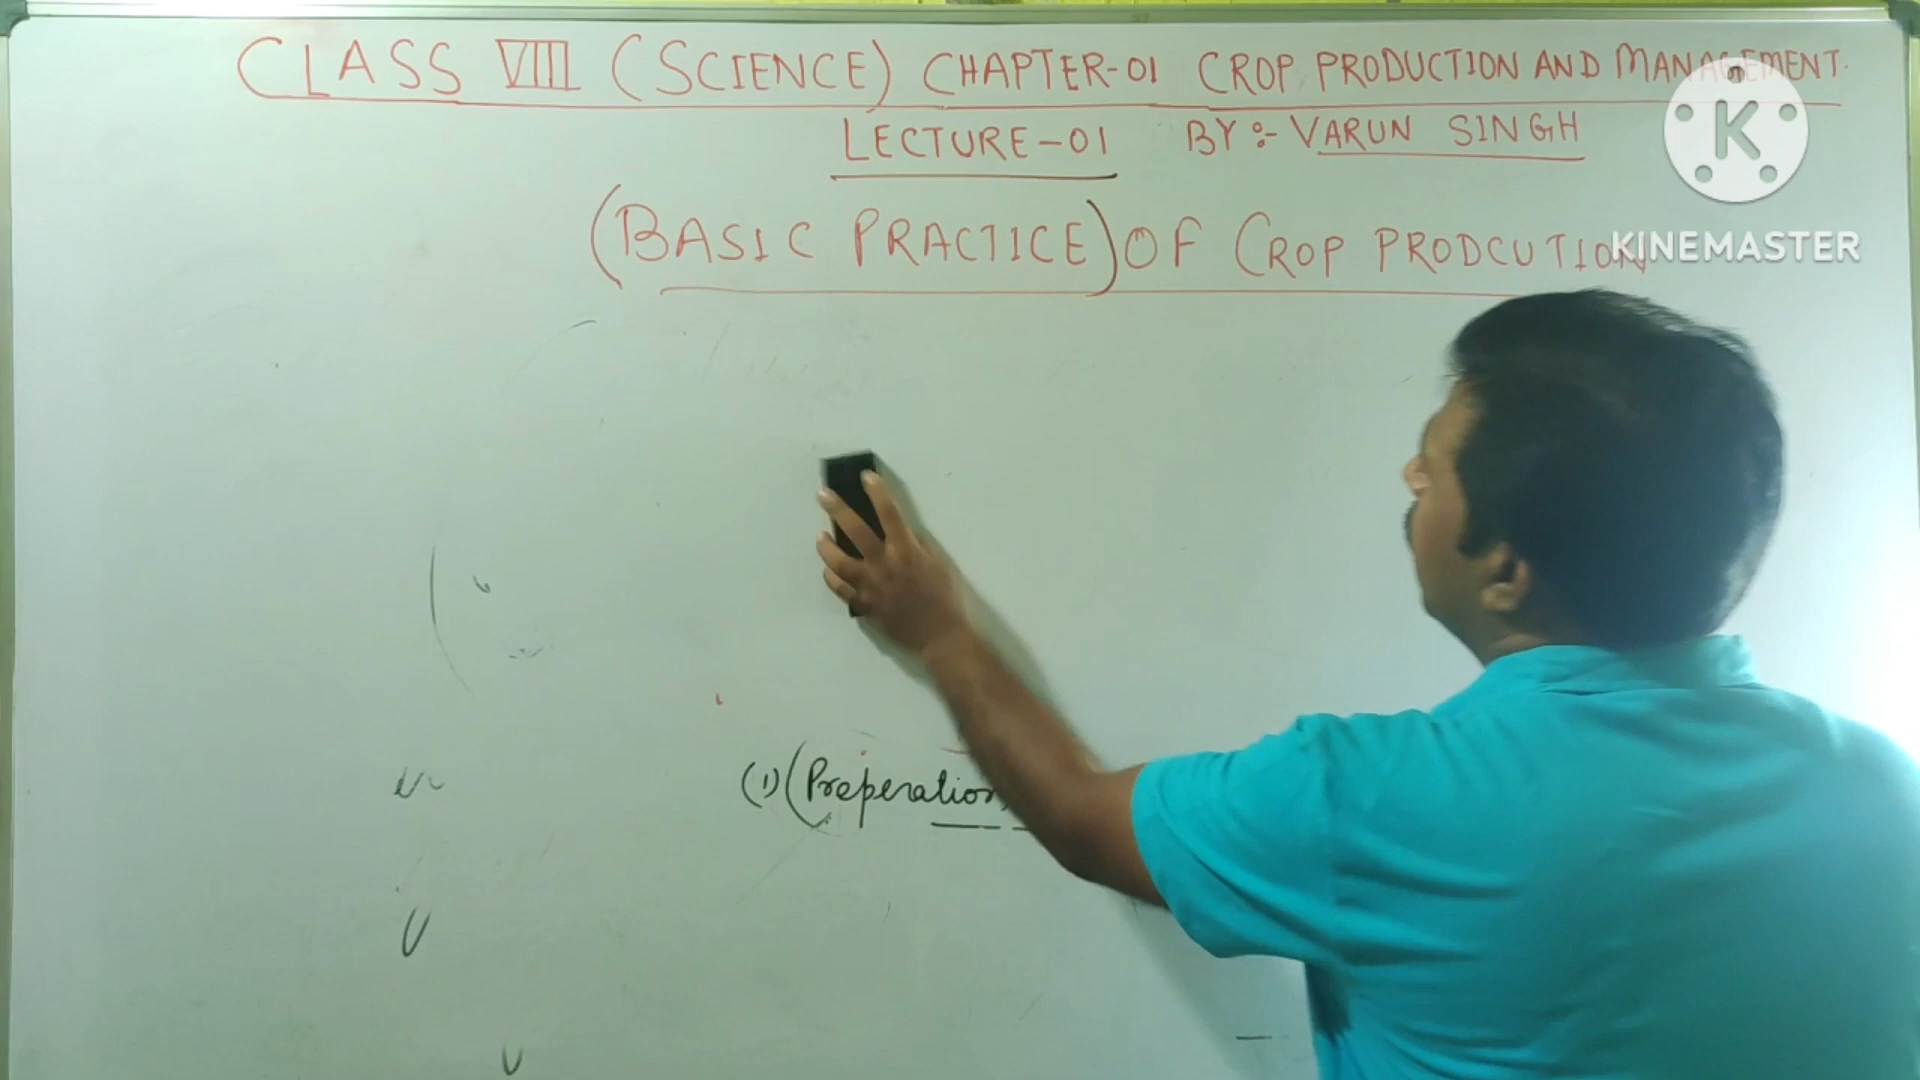 CLASS VIII (SCIENCE) CHAPTER-01 CROP PRODUCTION AND MANAGEMENT.
LECTURE-01 BY :- VARUN SINGH
(BASIC PRACTICE) OF CROP PRODCUTION
K
KINEMASTER
(1) (Preperation